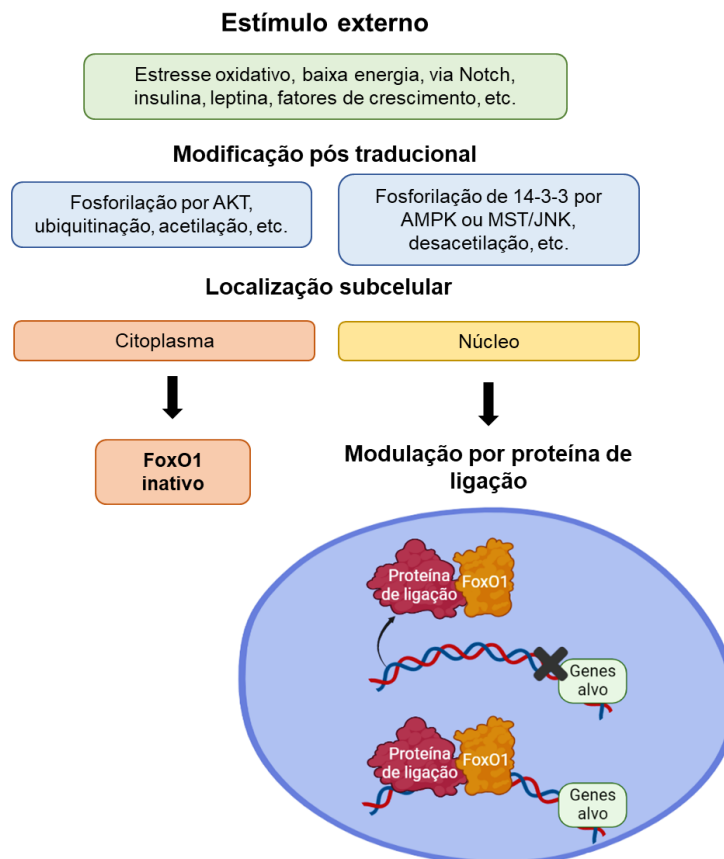 Estímulo externo
Estresse oxidativo, baixa energia, via Notch,
insulina, leptina, fatores de crescimento, etc.
Modificação pós traducional
Fosforilação por AKT,
ubiquitinação, acetilação, etc.
Fosforilação de 14-3-3 por
AMPK ou MST/JNK,
desacetilação, etc.
Localização subcelular
Citoplasma
Núcleo
FoxO1
inativo
Modulação por proteína de
ligação
Proteína
de ligação
FoxO1
Genes
alvo
Proteína
de ligação
FoxO1
Genes
alvo